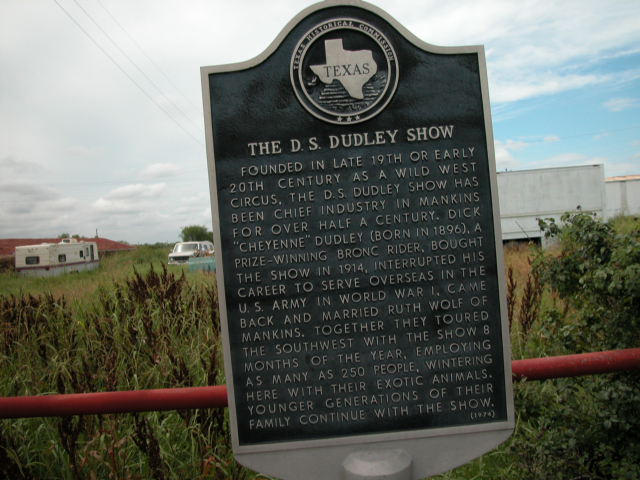 TEXAS HISTORICAL COMMISSION
TEXAS
THE D. S. DUDLEY SHOW
FOUNDED IN LATE 19TH OR EARLY
20TH CENTURY AS A WILD WEST
CIRCUS, THE D.S. DUDLEY SHOW HAS
BEEN CHIEF INDUSTRY IN MANKINS
FOR OVER HALF A CENTURY. DICK
"CHEYENNE" DUDLEY (BORN IN 1896), A
PRIZE-WINNING BRONC RIDER, BOUGHT
THE SHOW IN 1914, INTERRUPTED HIS
CAREER TO SERVE OVERSEAS IN THE
U. S. ARMY IN WORLD WAR I, CAME
BACK AND MARRIED RUTH WOLF OF
MANKINS. TOGETHER THEY TOURED
THE SOUTHWEST WITH THE SHOW 8
MONTHS OF THE YEAR, EMPLOYING
AS MANY AS 250 PEOPLE, WINTERING
HERE WITH THEIR EXOTIC ANIMALS.
YOUNGER GENERATIONS OF THEIR
FAMILY CONTINUE WITH THE SHOW.
(1974)